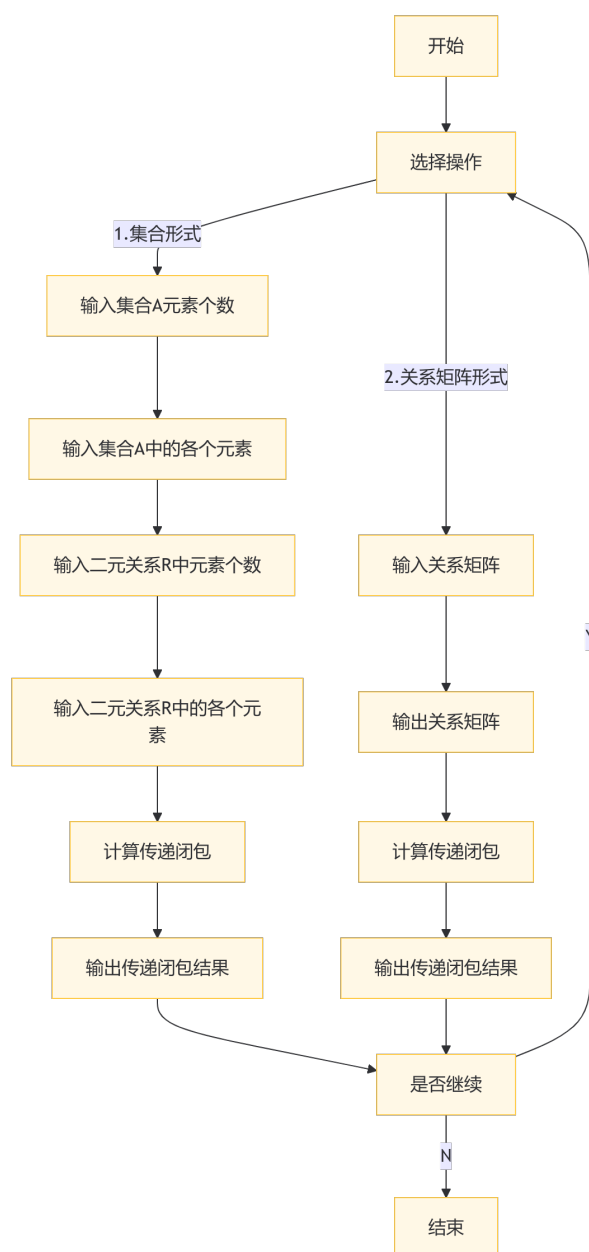 开始
选择操作
1.集合形式
输入集合A元素个数
2.关系矩阵形式
输入集合A中的各个元素
输入二元关系R中元素个数
输入关系矩阵
输入二元关系R中的各个元
素
输出关系矩阵
计算传递闭包
计算传递闭包
输出传递闭包结果
输出传递闭包结果
是否继续
N
结束